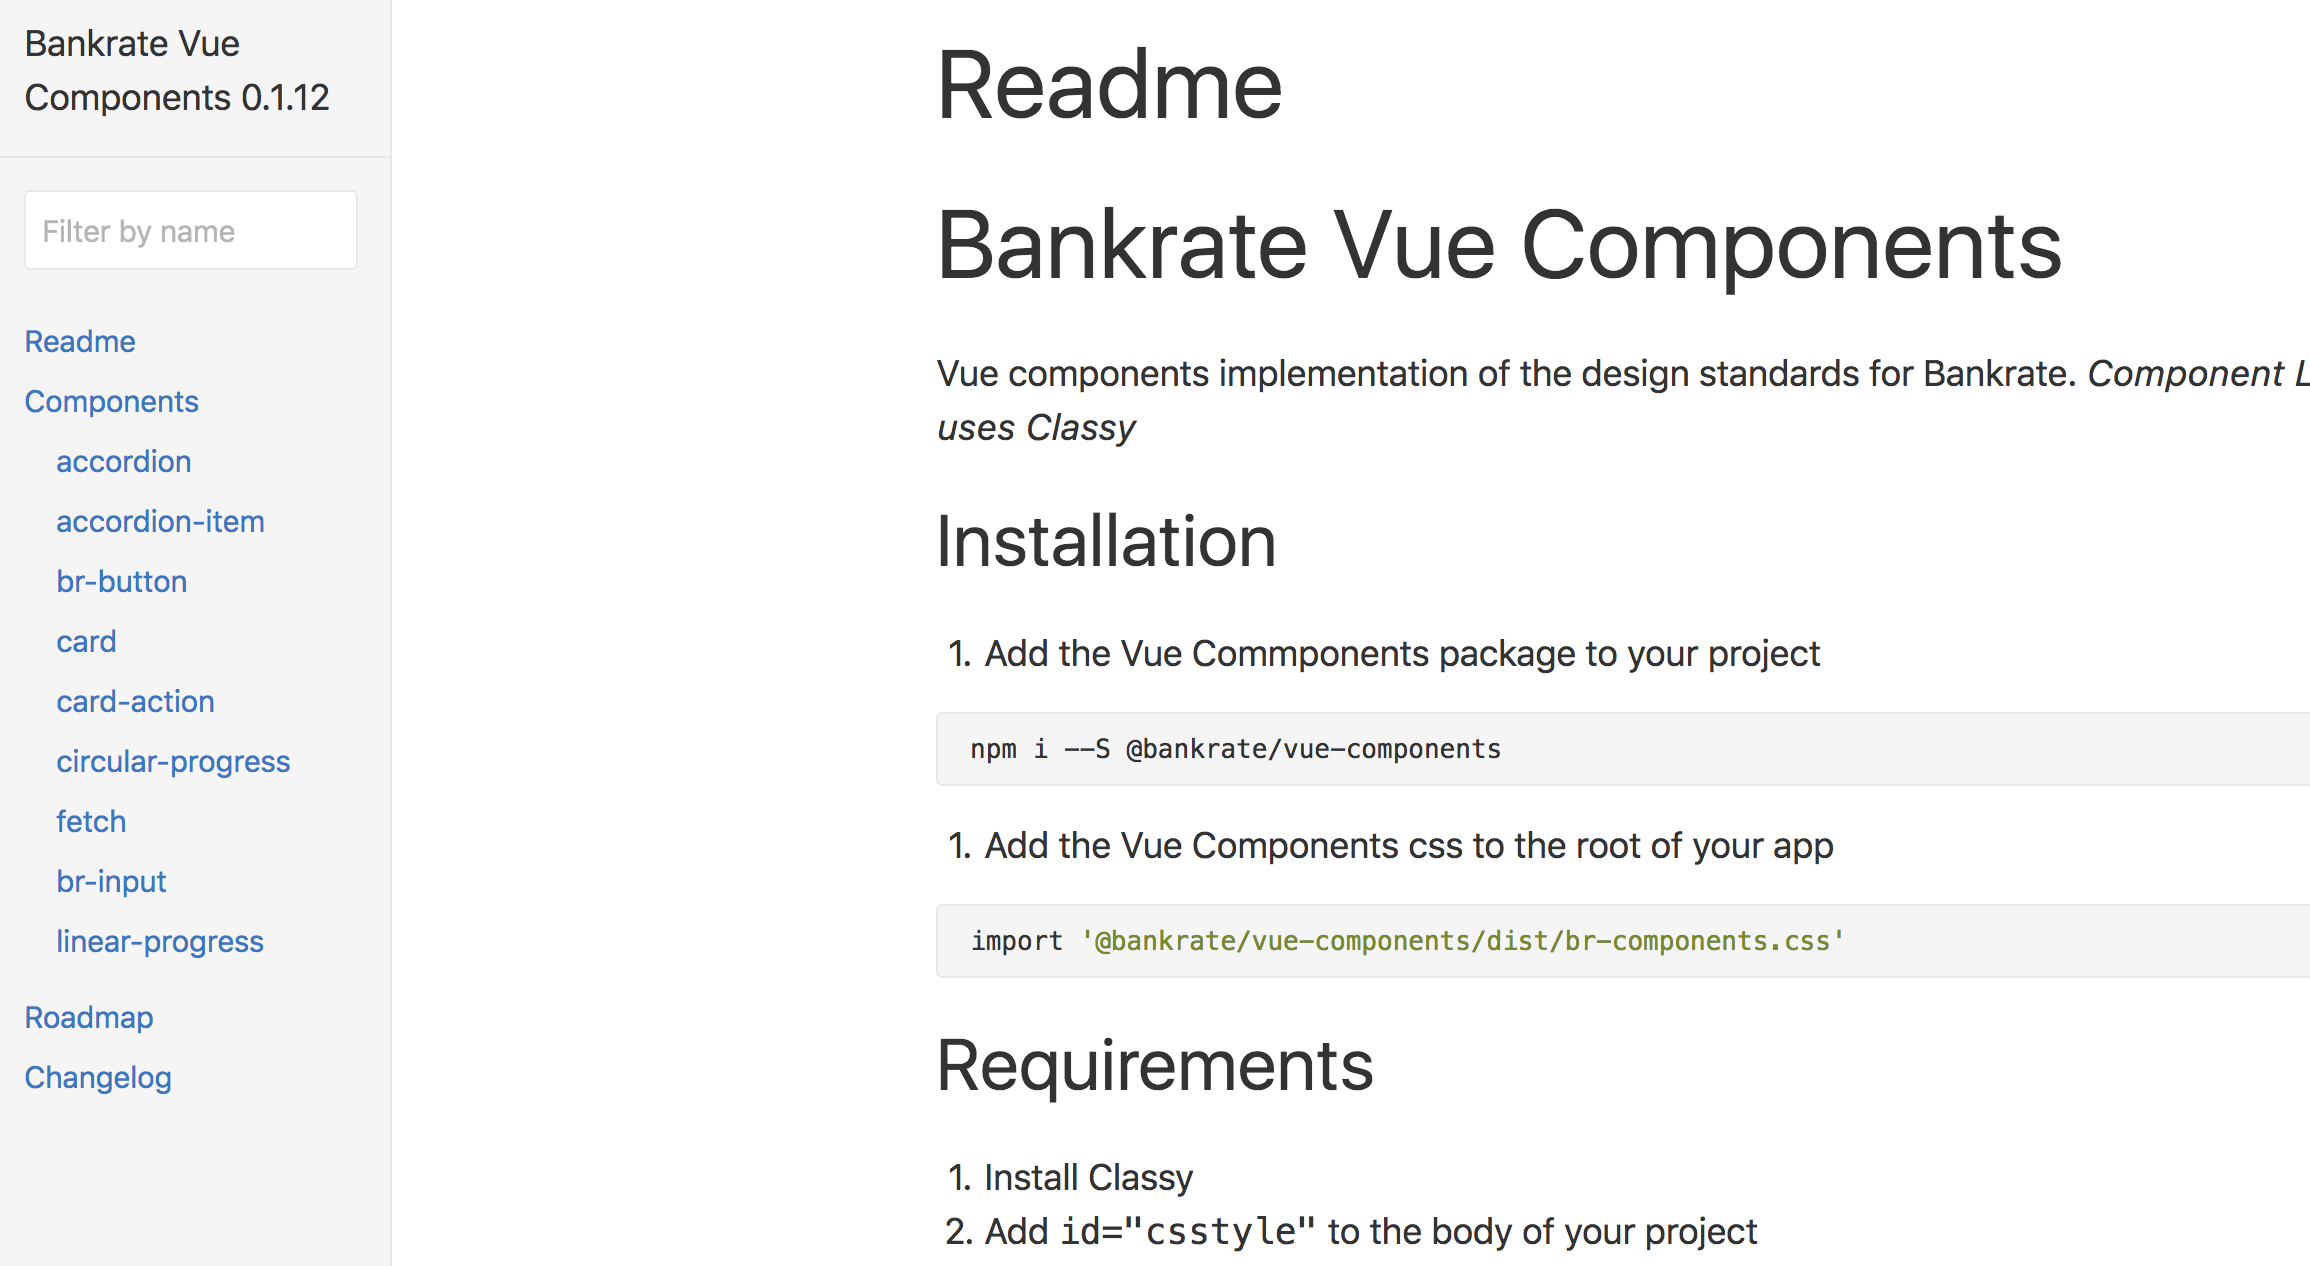 Bankrate Vue
Components 0.1.12
Filter by name
Readme
Components
accordion
accordion-item
br-button
card
card-action
circular-progress
fetch
br-input
linear-progress
Roadmap
Changelog
Readme
Bankrate Vue Components
Vue components implementation of the design standards for Bankrate. Component L
uses Classy
Installation
1. Add the Vue Commponents package to your project
npm i --S @bankrate/vue-components
1. Add the Vue Components css to the root of your app
import '@bankrate/vue-components/dist/br-components.css'
Requirements
1. Install Classy
2. Add id="csstyle" to the body of your project